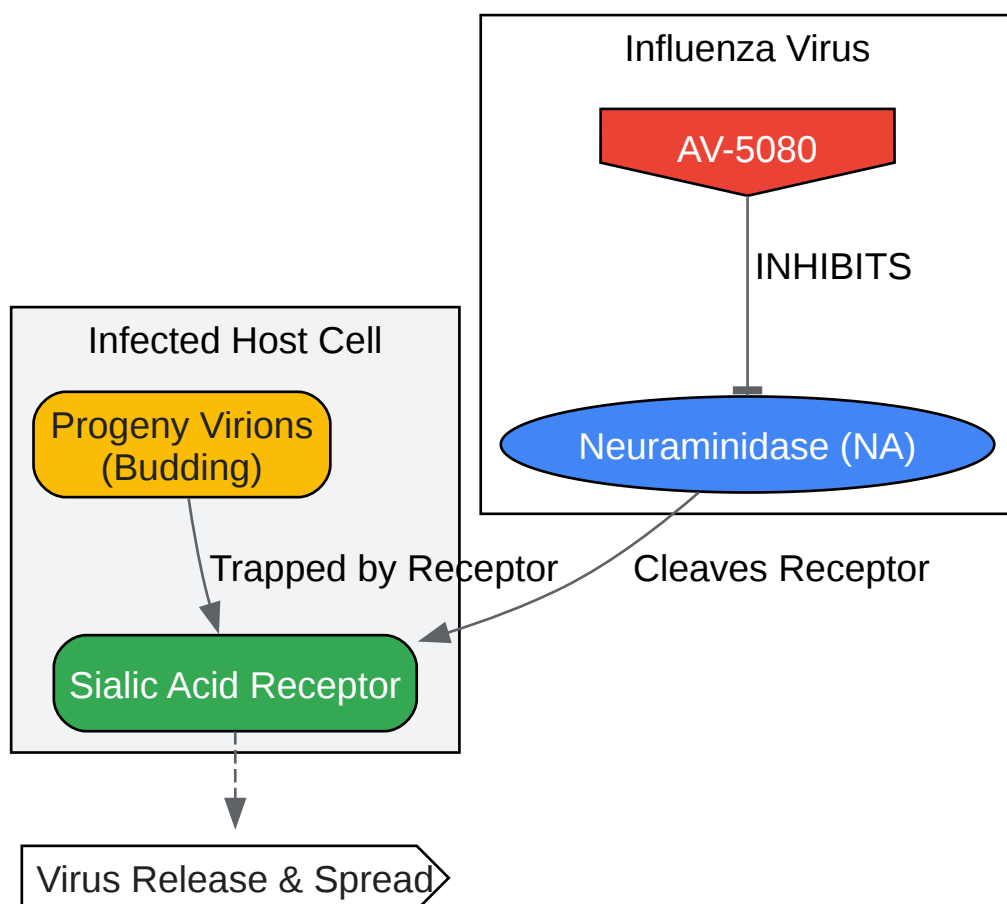 Influenza Virus
AV-5080
INHIBITS
Infected Host Cell
Progeny Virions
(Budding)
Neuraminidase (NA)
Trapped by Receptor
Cleaves Receptor
Sialic Acid Receptor
Virus Release & Spread